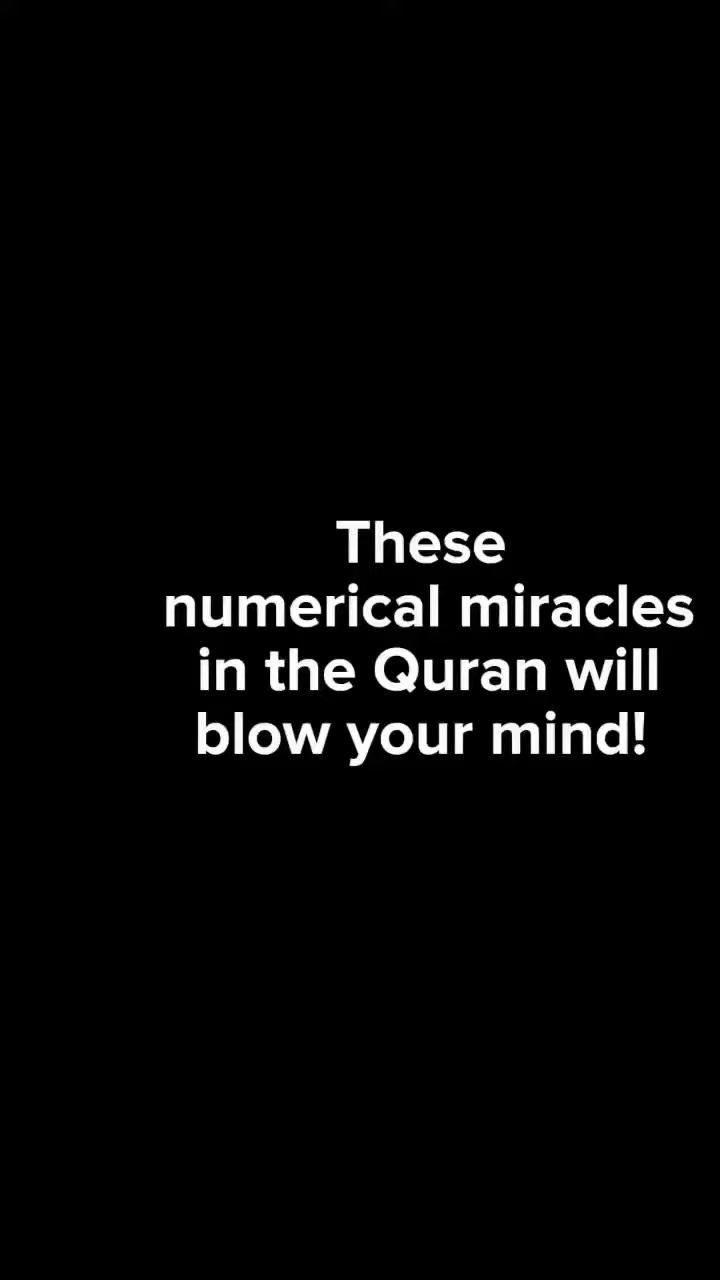 These
numerical miracles
in the Quran will
blow your mind!